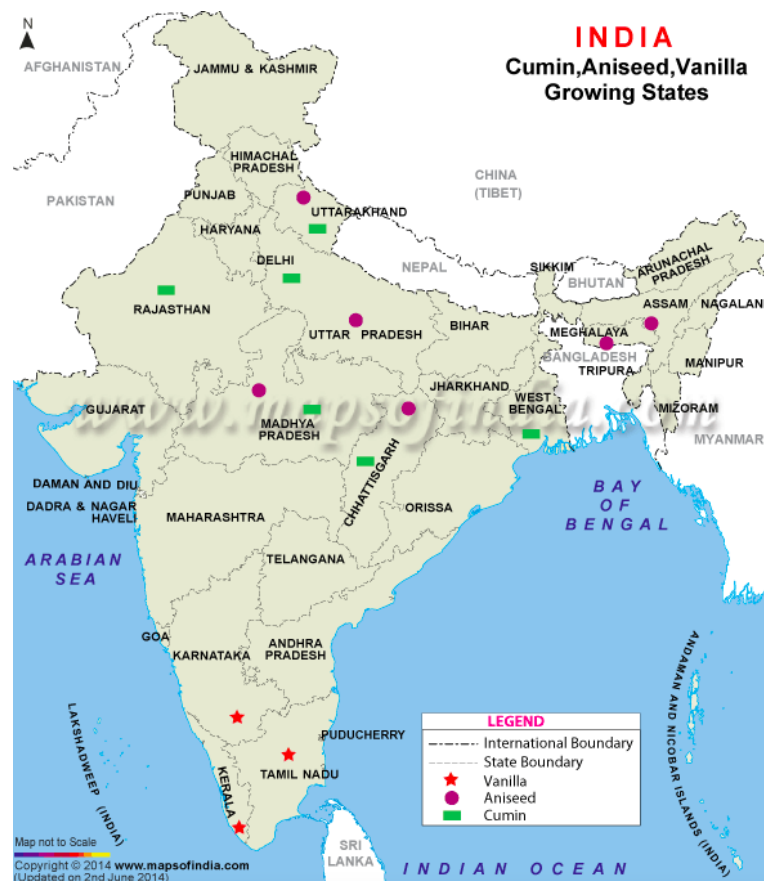 INDIA
Cumin,Aniseed,Vanilla
Growing States
N
AFGHANISTAN
JAMMU & KASHMIR
HIMACHAL
PRADESH
CHINA
(TIBET)
PAKISTAN
PUNJAB
UTTARAKHAND
HARYANA
DELHI
NEPAL
SIKKIM
BHUTAN
ARUNACHAL
PRADESH
RAJASTHAN
ASSAM
NAGALAN
UTTAR PRADESH
BIHAR
MEGHALAYA
BANGLADESH
TRIPURA
MANIPUR
GUJARAT
MADHYA
PRADESH
JHARKHAND
WEST
BENGAL
MIZORAM
MYANMAR
www.mapsofindia.com
CHHATTISGARH
DAMAN AND DIU
DADRA & NAGAR
HAVELI
MAHARASHTRA
ORISSA
BAY
OF
BENGAL
ARABIAN
SEA
TELANGANA
GOA
KARNATAKA
ANDHRA
PRADESH
PUDUCHERRY
LAKSHADWEEP (INDIA)
KERALA
TAMIL NADU
ANDAMAN AND NICOBAR ISLANDS (INDIA)
LEGEND
International Boundary
State Boundary
Vanilla
Aniseed
Cumin
SRI
LANKA
INDIAN OCEAN
Map not to Scale
Copyright © 2014 www.mapsofindia.com
(Updated on 2nd June 2014)